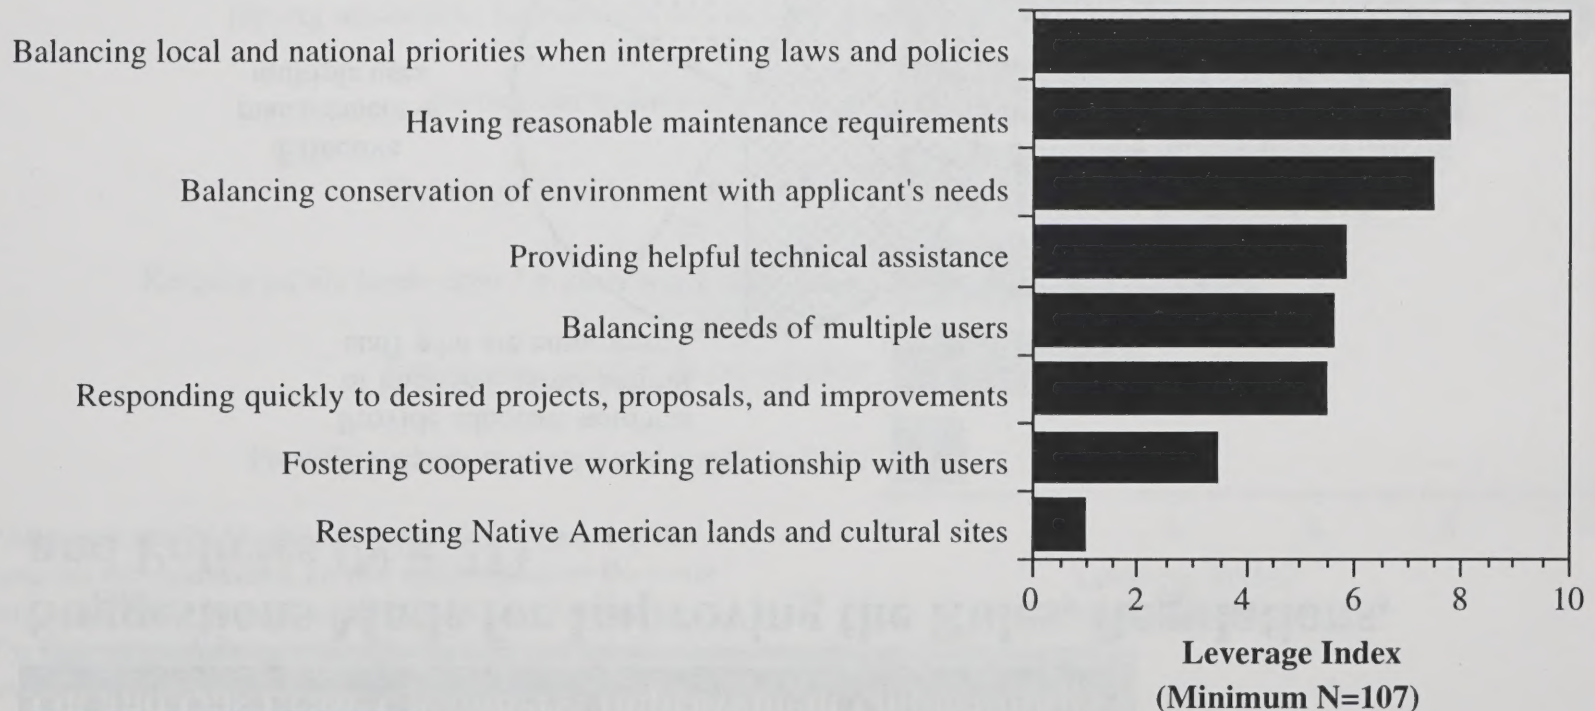 Balancing local and national priorities when interpreting laws and policies
Having reasonable maintenance requirements
Balancing conservation of environment with applicant's needs
Providing helpful technical assistance
Balancing needs of multiple users
Responding quickly to desired projects, proposals, and improvements
Fostering cooperative working relationship with users
Respecting Native American lands and cultural sites
0 2 4 6 8 10
Leverage Index
(Minimum N=107)